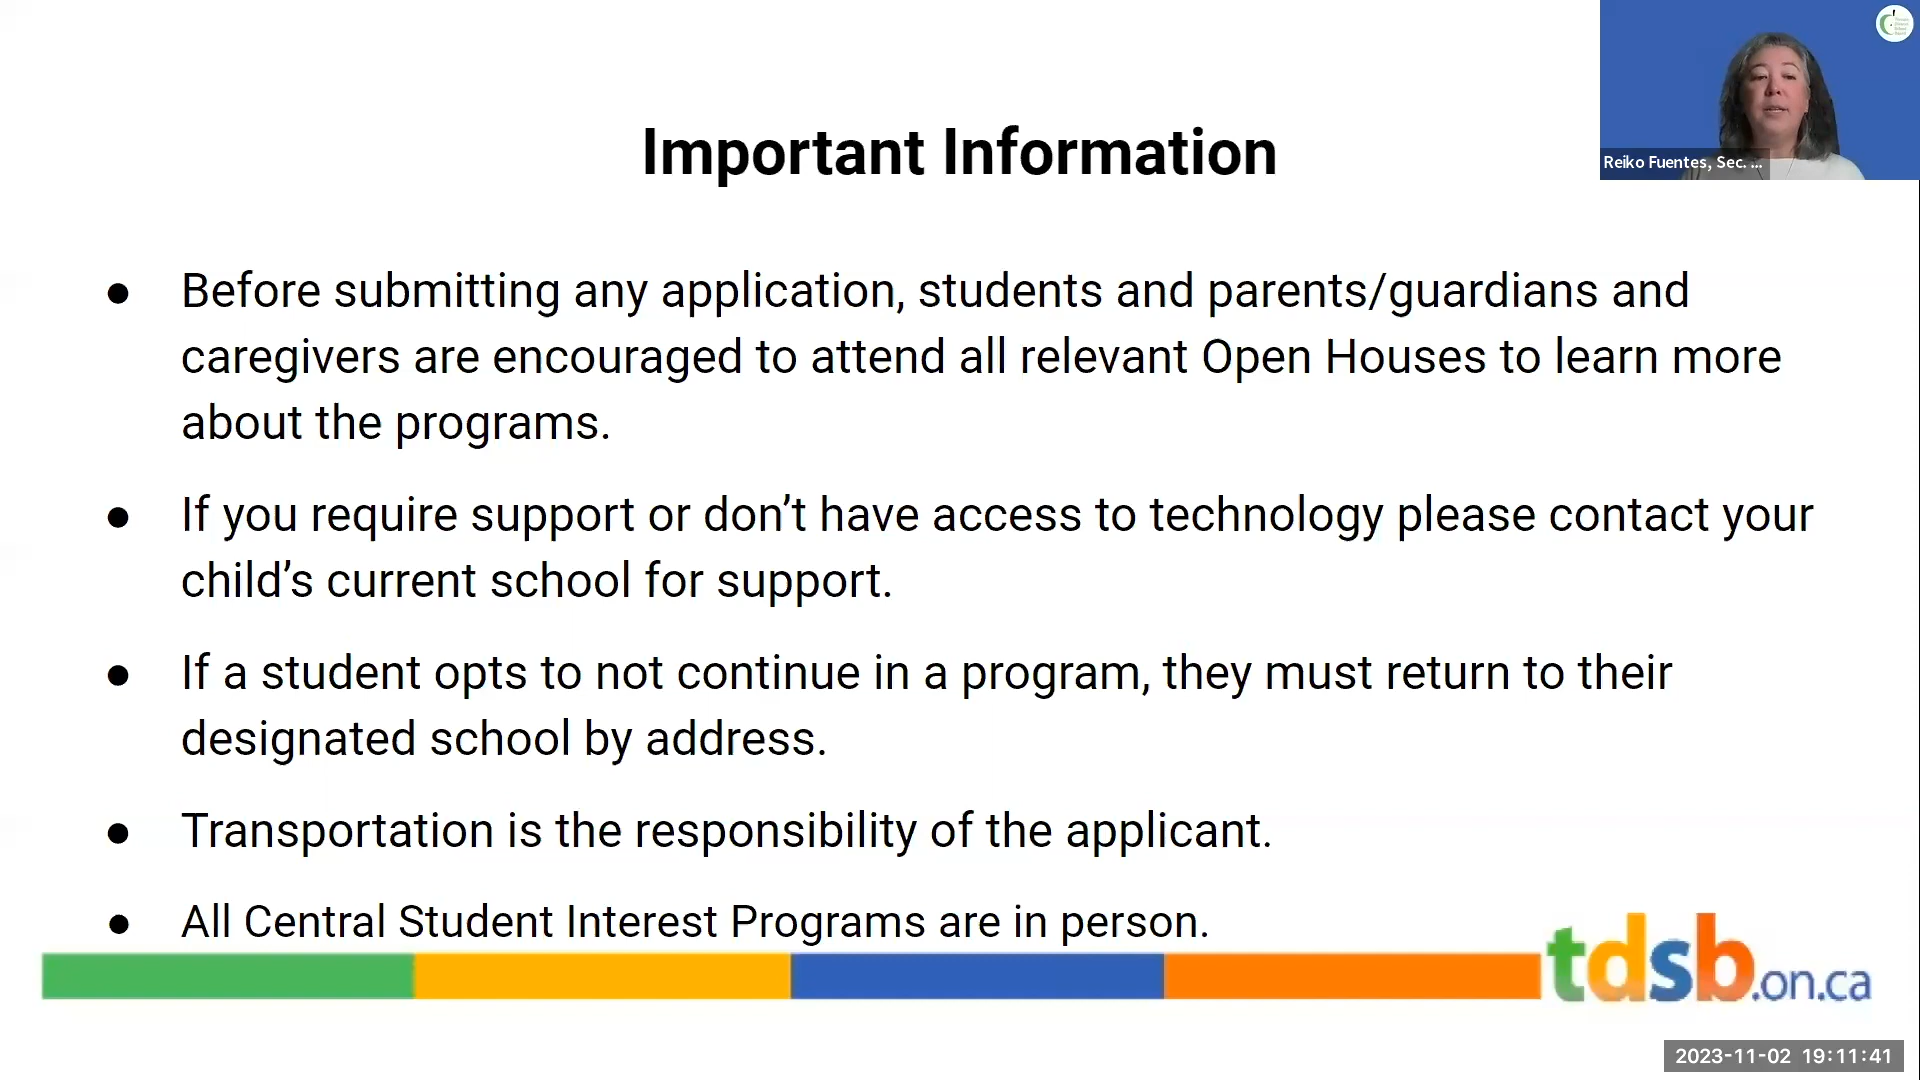 Important Information
Reiko Fuentes, Sec. ...
● Before submitting any application, students and parents/guardians and
caregivers are encouraged to attend all relevant Open Houses to learn more
about the programs.
● If you require support or don’t have access to technology please contact your
child’s current school for support.
● If a student opts to not continue in a program, they must return to their
designated school by address.
● Transportation is the responsibility of the applicant.
● All Central Student Interest Programs are in person.
tdsb.on.ca
2023-11-02 19:11:41